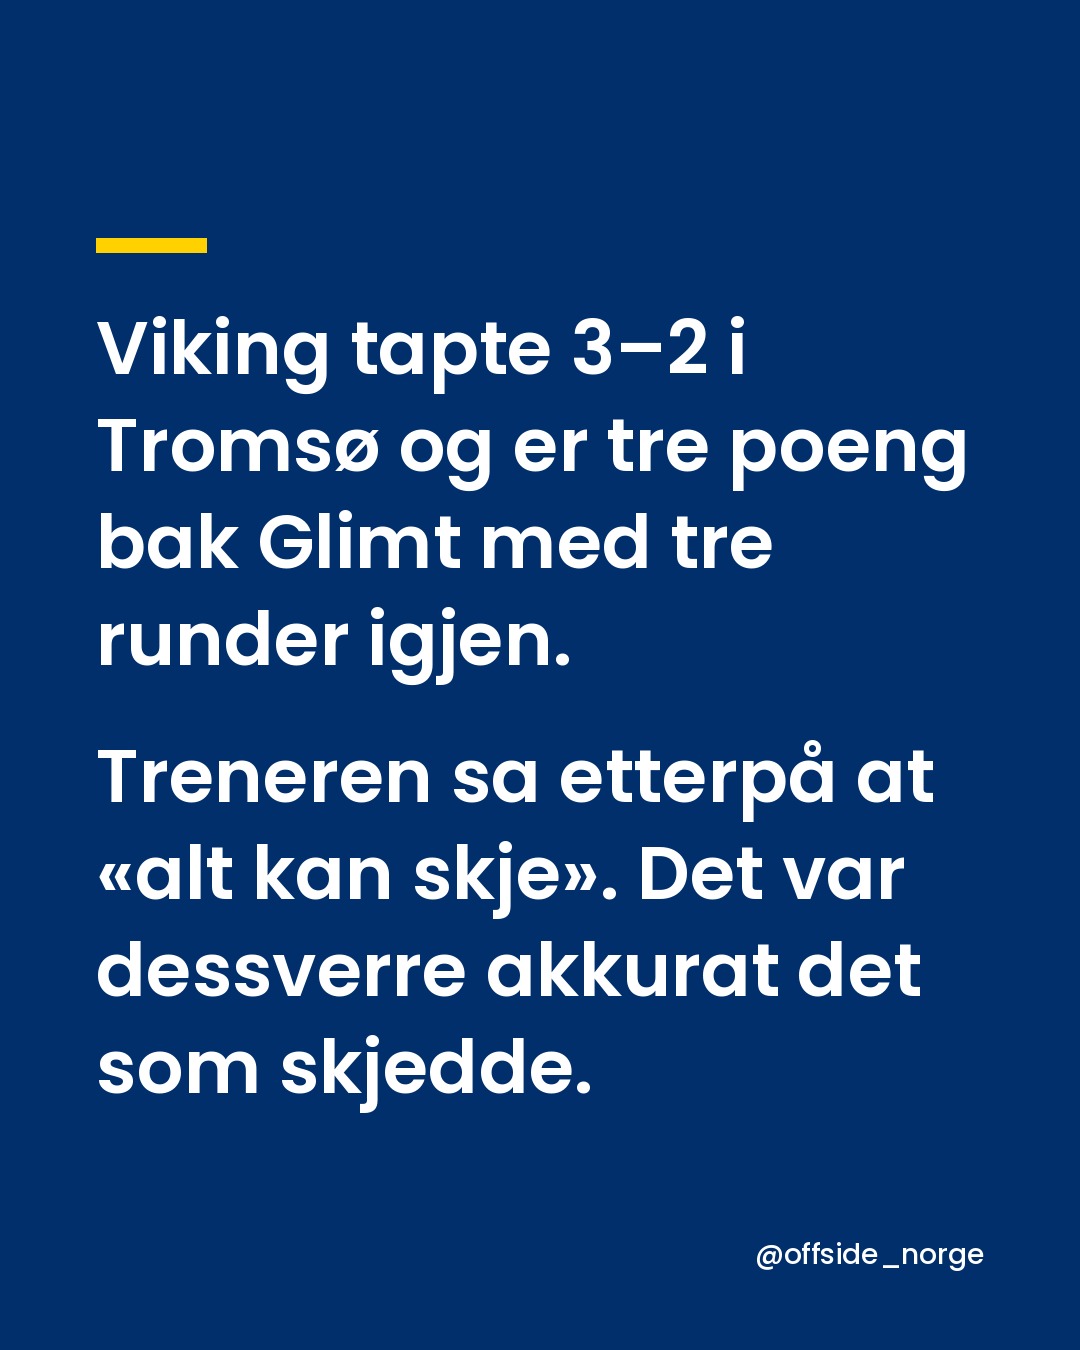 Viking tapte 3–2 i
Tromsø og er tre poeng
bak Glimt med tre
runder igjen.
Treneren sa etterpå at
«alt kan skje». Det var
dessverre akkurat det
som skjedde.
@offside_norge